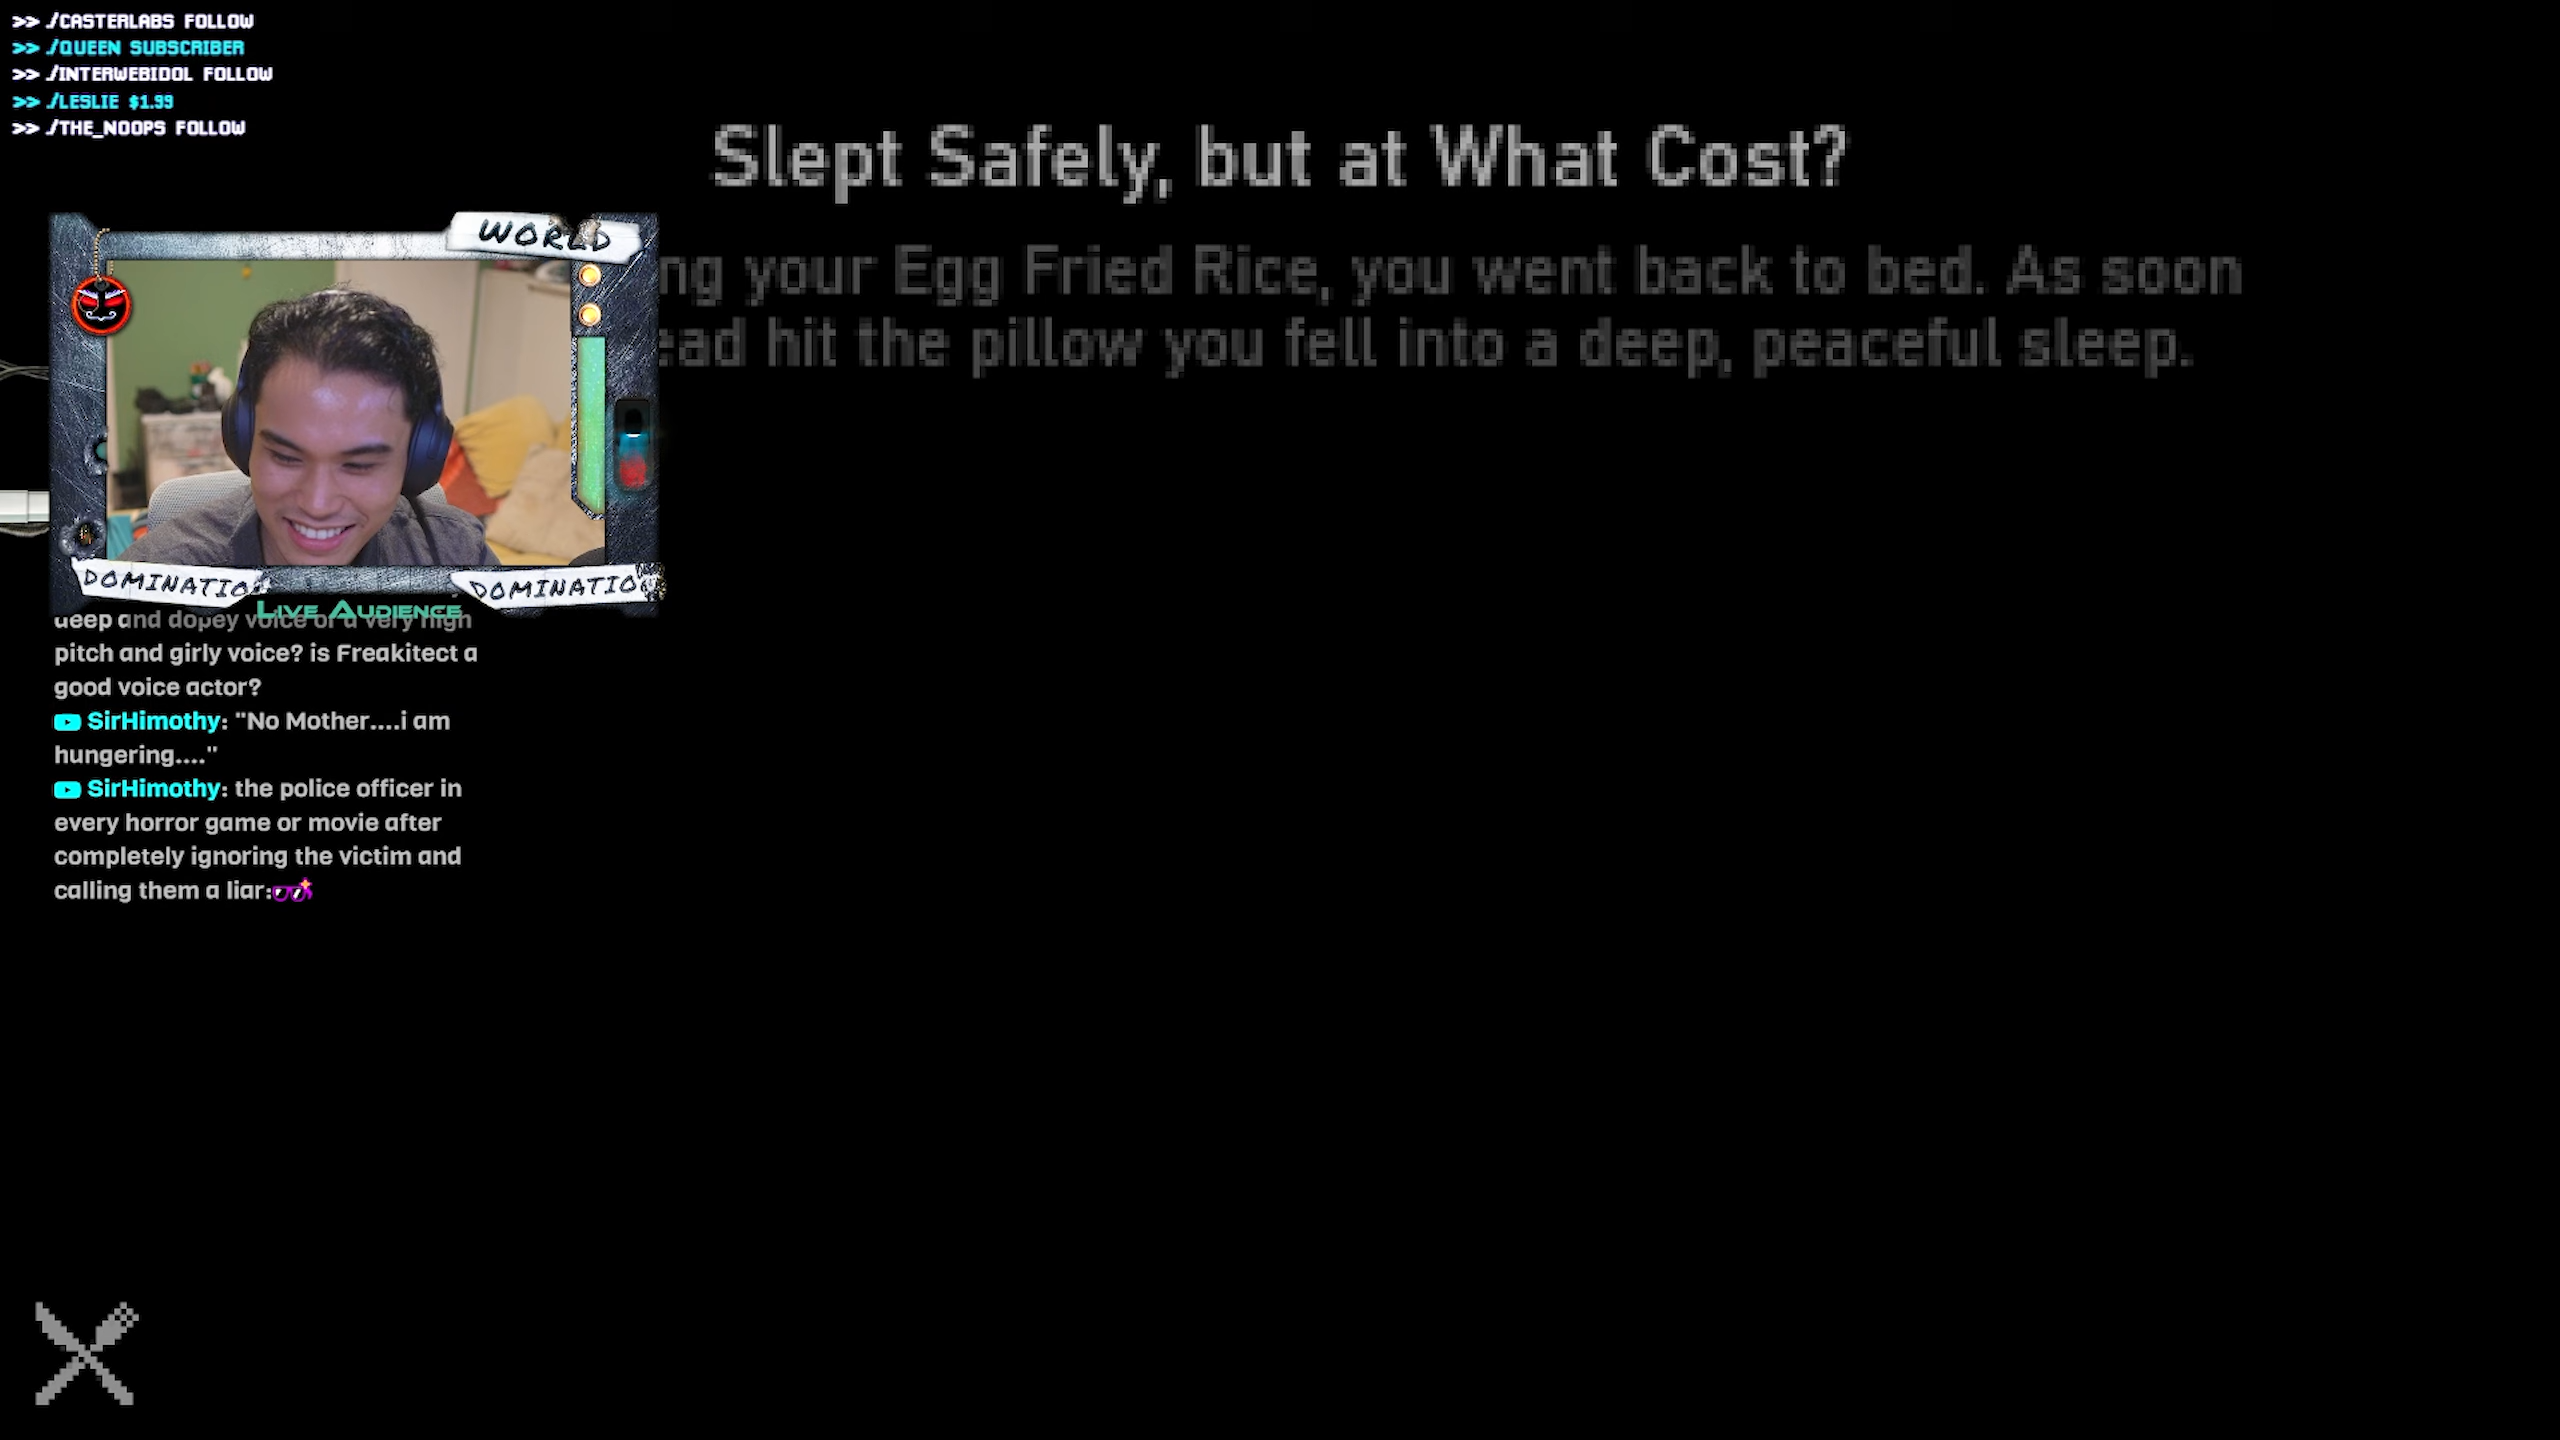 >> ./CASTERLABS FOLLOW
>> ./QUEEN SUBSCRIBER
>> ./INTERWEBIDOL FOLLOW
>> ./LESLIE $1.99
>> ./THE_NOOPS FOLLOW
Slept Safely, but at What Cost?
ng your Egg Fried Rice, you went back to bed. As soon
ead hit the pillow you fell into a deep, peaceful sleep.
WORLD
DOMINATIO
DOMINATIO
LIVE AUDIENCE
deep and dopey voice or a very high
pitch and girly voice? is Freakitect a
good voice actor?
SirHimothy: "No Mother....i am
hungering...."
SirHimothy: the police officer in
every horror game or movie after
completely ignoring the victim and
calling them a liar: